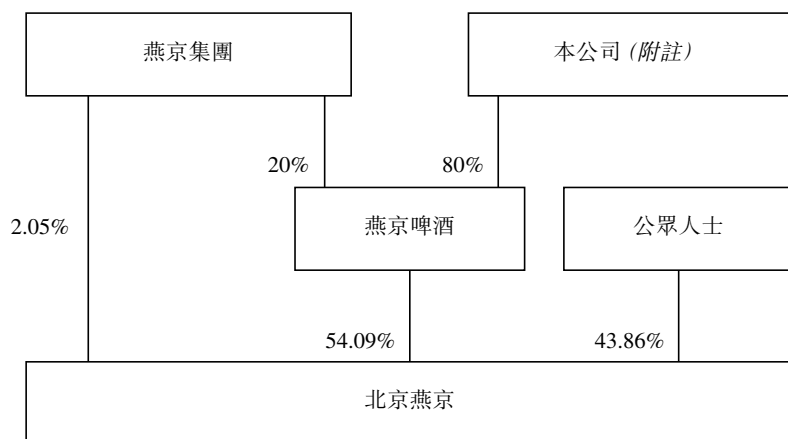 燕京集團
本公司(附註)
20%
80%
2.05%
燕京啤酒
公眾人士
54.09%
43.86%
北京燕京